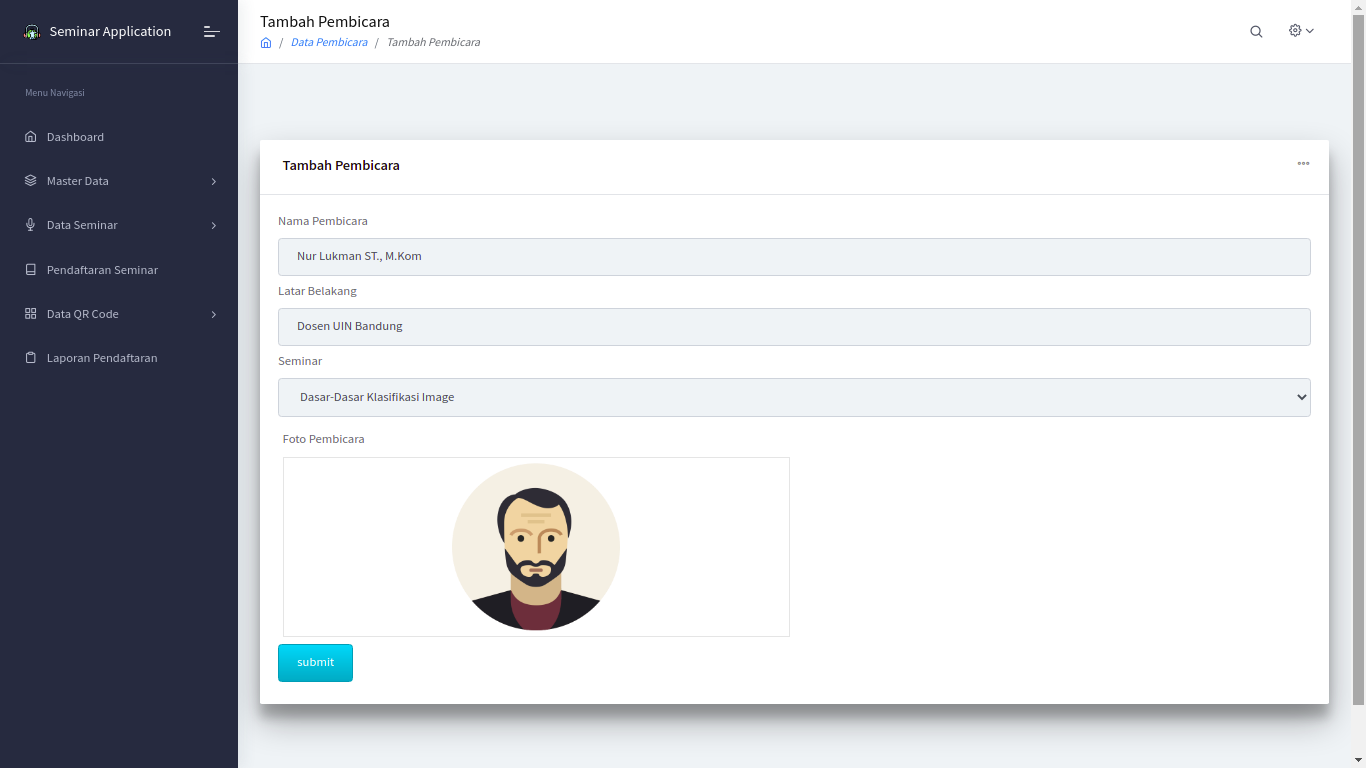 Seminar Application
Menu Navigasi
Dashboard
Master Data
Data Seminar
Pendaftaran Seminar
Data QR Code
Laporan Pendaftaran
Tambah Pembicara
/ Data Pembicara / Tambah Pembicara
Tambah Pembicara
Nama Pembicara
Nur Lukman ST., M.Kom
Latar Belakang
Dosen UIN Bandung
Seminar
Dasar-Dasar Klasifikasi Image
Foto Pembicara
submit